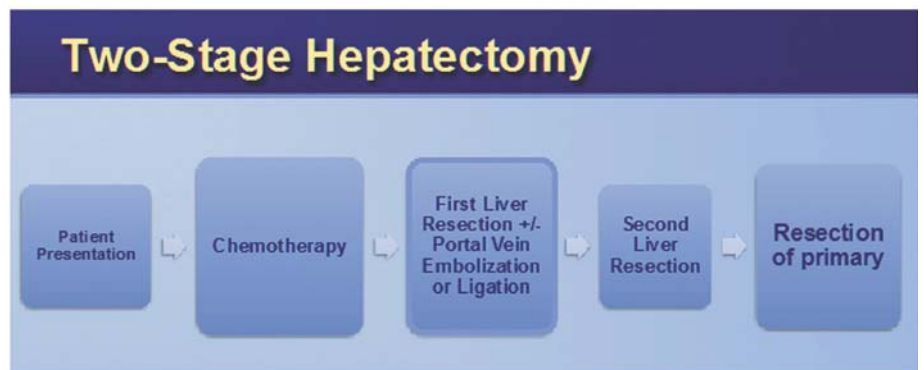 Two-Stage Hepatectomy
Patient
Presentation
Chemotherapy
First Liver
Resection +/-
Portal Vein
Embolization
or Ligation
Second
Liver
Resection
Resection
of primary